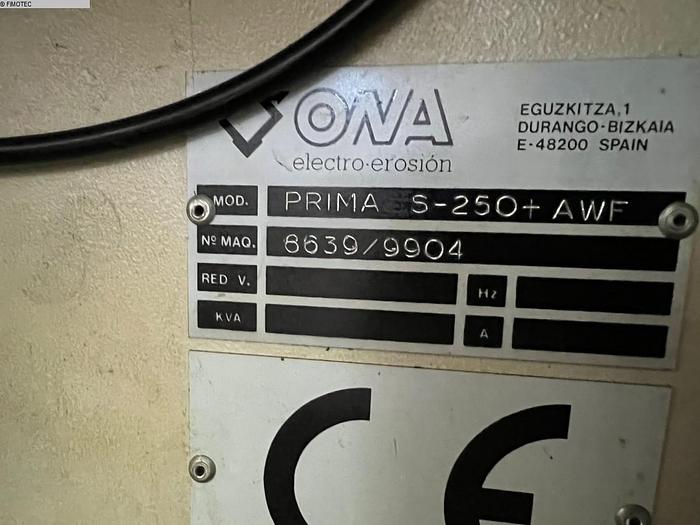 © FIMOTEC
ONA
electro·erosión
EGUZKITZA, 1
DURANGO-BIZKAIA
E-48200 SPAIN
MOD. PRIMA S-250+ AWF
Nº MAQ. 8639/9904
RED V. Hz
KVA A
CE